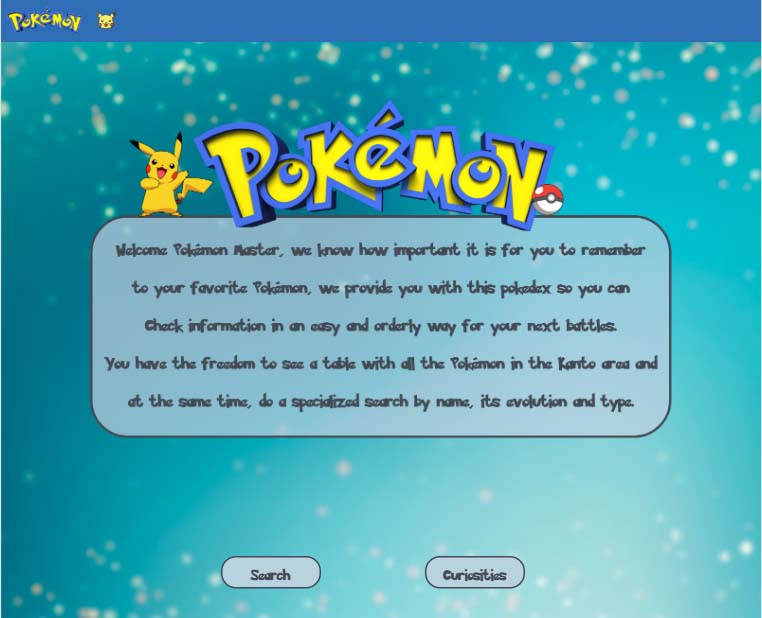 Pokémon
Pokémon
Welcome Pokémon Master, we know how important it is for you to remember
to your favorite Pokémon, we provide you with this pokedex so you can
Check information in an easy and orderly way for your next battles.
You have the freedom to see a table with all the Pokémon in the Kanto area and
at the same time, do a specialized search by name, its evolution and type.
Search
Curiosities